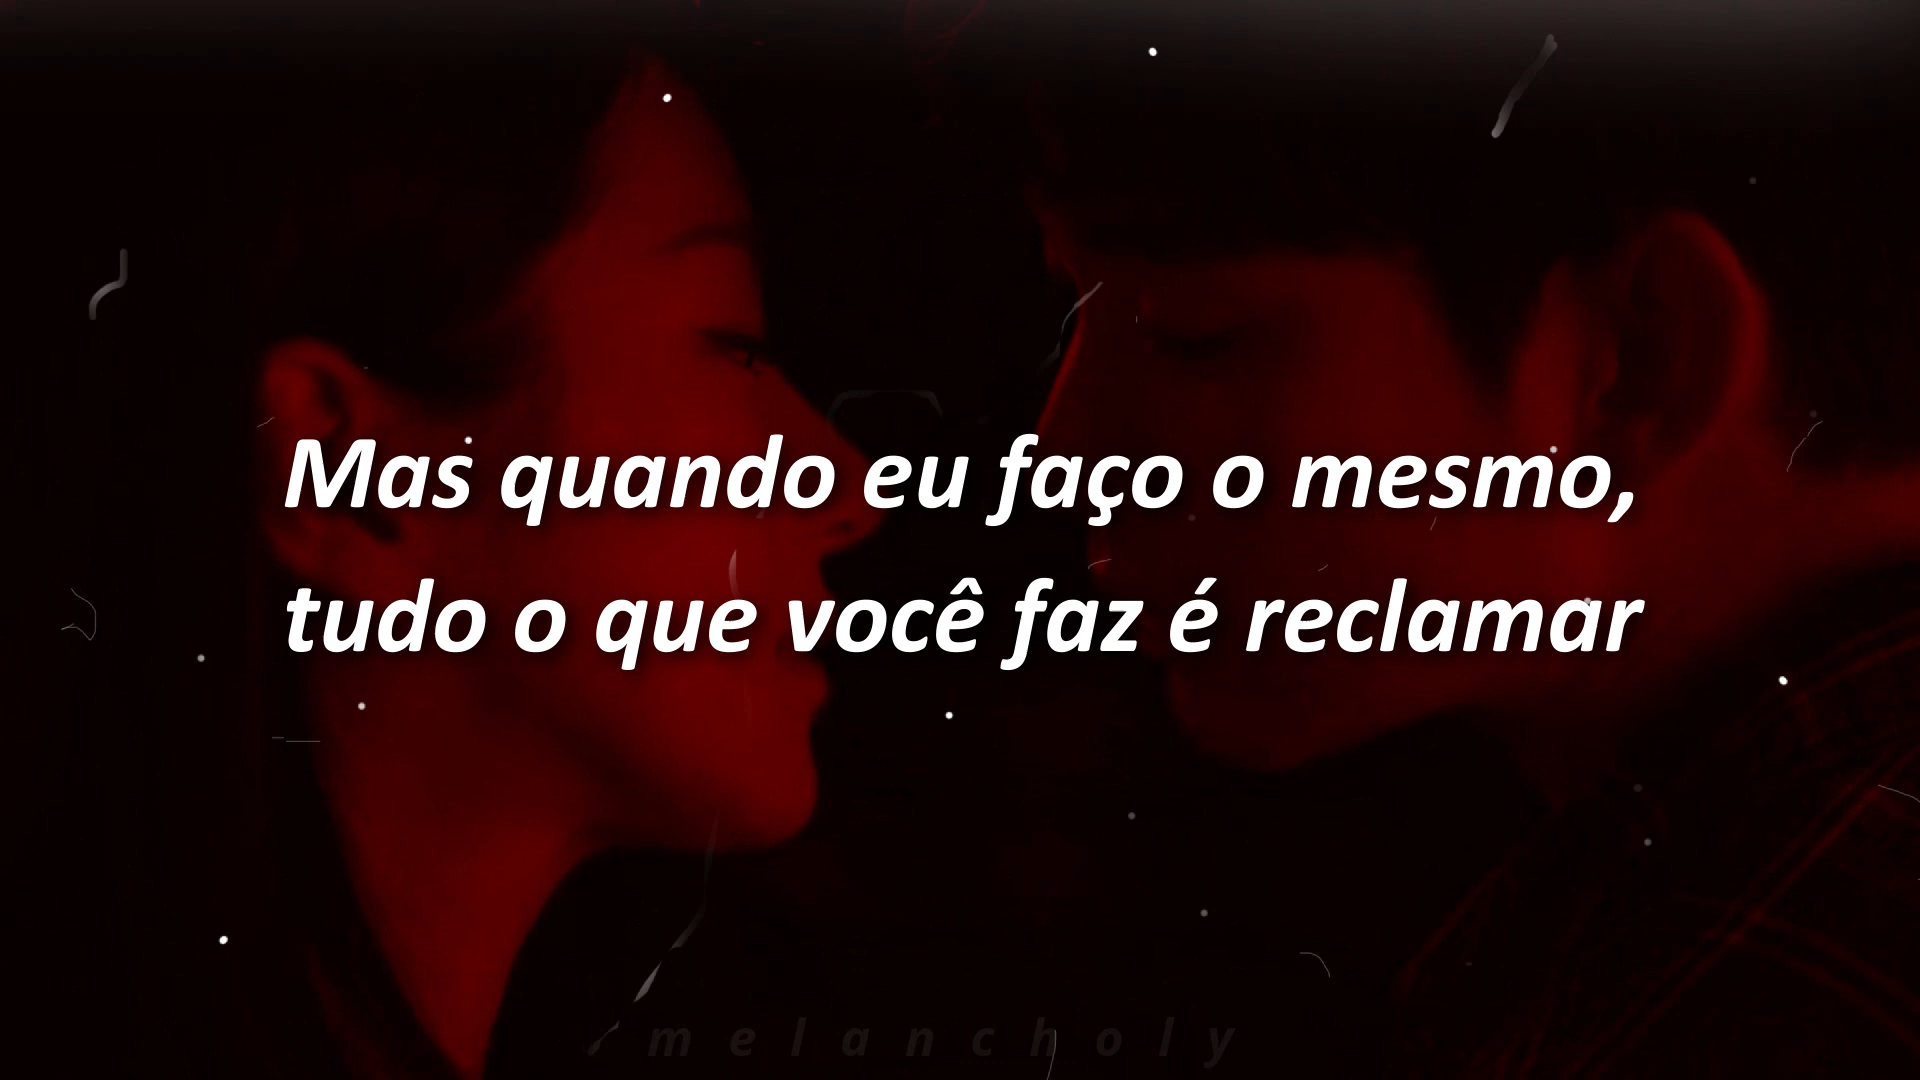 Mas quando eu faço o mesmo,
tudo o que você faz é reclamar
melancholy